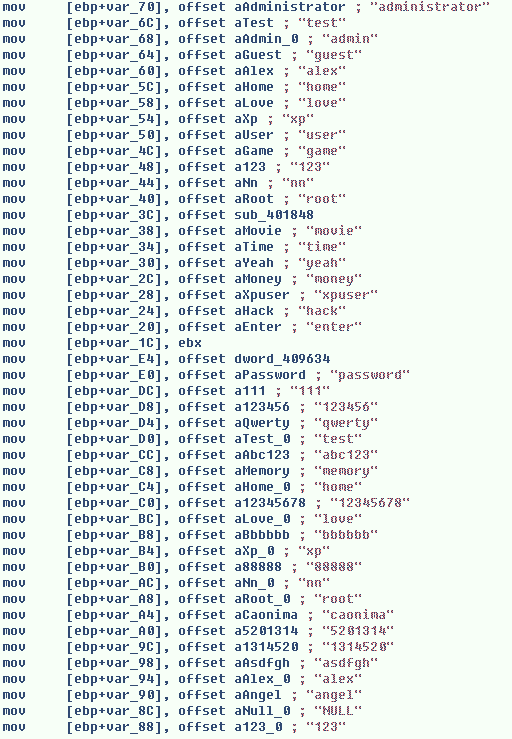 mov [ebp+var_70], offset aAdministrator ; "administrator"
mov [ebp+var_6C], offset aTest ; "test"
mov [ebp+var_68], offset aAdmin_0 ; "admin"
mov [ebp+var_64], offset aGuest ; "guest"
mov [ebp+var_60], offset aAlex ; "alex"
mov [ebp+var_5C], offset aHome ; "home"
mov [ebp+var_58], offset aLove ; "love"
mov [ebp+var_54], offset aXp ; "xp"
mov [ebp+var_50], offset aUser ; "user"
mov [ebp+var_4C], offset aGame ; "game"
mov [ebp+var_48], offset a123 ; "123"
mov [ebp+var_44], offset aNn ; "nn"
mov [ebp+var_40], offset aRoot ; "root"
mov [ebp+var_3C], offset sub_401848
mov [ebp+var_38], offset aMovie ; "movie"
mov [ebp+var_34], offset aTime ; "time"
mov [ebp+var_30], offset aYeah ; "yeah"
mov [ebp+var_2C], offset aMoney ; "money"
mov [ebp+var_28], offset aXpuser ; "xpuser"
mov [ebp+var_24], offset aHack ; "hack"
mov [ebp+var_20], offset aEnter ; "enter"
mov [ebp+var_1C], ebx
mov [ebp+var_E4], offset dword_409634
mov [ebp+var_E0], offset aPassword ; "password"
mov [ebp+var_DC], offset a111 ; "111"
mov [ebp+var_D8], offset a123456 ; "123456"
mov [ebp+var_D4], offset aQwerty ; "qwerty"
mov [ebp+var_D0], offset aTest_0 ; "test"
mov [ebp+var_CC], offset aAbc123 ; "abc123"
mov [ebp+var_C8], offset aMemory ; "memory"
mov [ebp+var_C4], offset aHome_0 ; "home"
mov [ebp+var_C0], offset a12345678 ; "12345678"
mov [ebp+var_BC], offset aLove_0 ; "love"
mov [ebp+var_B8], offset aBbbbbb ; "bbbbbb"
mov [ebp+var_B4], offset aXp_0 ; "xp"
mov [ebp+var_B0], offset a88888 ; "88888"
mov [ebp+var_AC], offset aNn_0 ; "nn"
mov [ebp+var_A8], offset aRoot_0 ; "root"
mov [ebp+var_A4], offset aCaonima ; "caonima"
mov [ebp+var_A0], offset a5201314 ; "5201314"
mov [ebp+var_9C], offset a1314520 ; "1314520"
mov [ebp+var_98], offset aAsdfgh ; "asdfgh"
mov [ebp+var_94], offset aAlex_0 ; "alex"
mov [ebp+var_90], offset aAngel ; "angel"
mov [ebp+var_8C], offset aNull_0 ; "NULL"
mov [ebp+var_88], offset a123_0 ; "123"